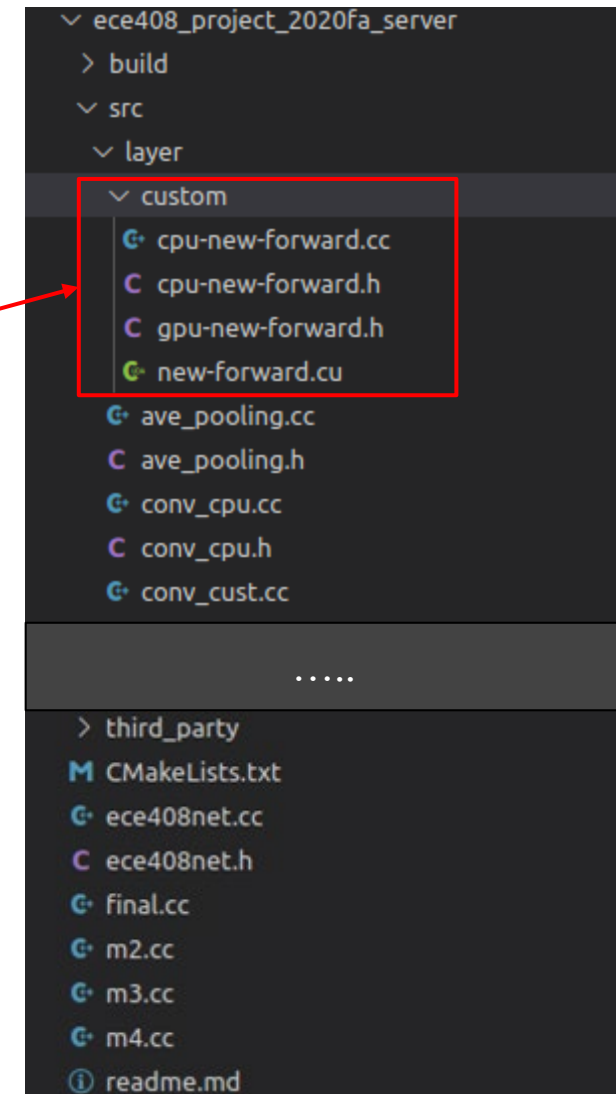 ece408_project_2020fa_server
build
src
layer
custom
cpu-new-forward.cc
C cpu-new-forward.h
C gpu-new-forward.h
new-forward.cu
ave_pooling.cc
C ave_pooling.h
conv_cpu.cc
C conv_cpu.h
conv_cust.cc
.....
third_party
M CMakeLists.txt
ece408net.cc
C ece408net.h
final.cc
m2.cc
m3.cc
m4.cc
readme.md